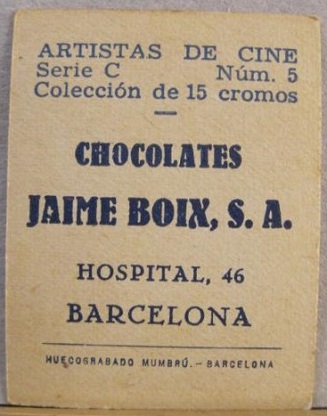 ARTISTAS DE CINE
Serie C Núm. 5
Colección de 15 cromos
CHOCOLATES
JAIME BOIX, S. A.
HOSPITAL, 46
BARCELONA
HUECOGRABADO MUMBRÚ.-BARCELONA